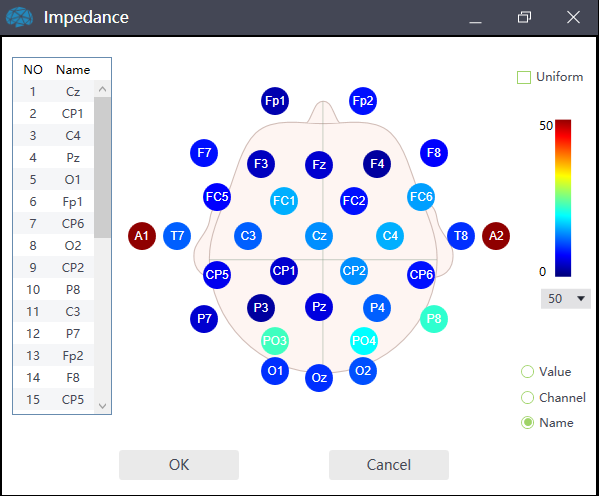 Impedance
NO Name
1 Cz
2 CP1
3 C4
4 Pz
5 O1
6 Fp1
7 CP6
8 O2
9 CP2
10 P8
11 C3
12 P7
13 Fp2
14 F8
15 CP5
Fp1 Fp2
F7 F3 Fz F4 F8
FC5 FC1 FC2 FC6
A1 T7 C3 Cz C4 T8 A2
CP5 CP1 CP2 CP6
P7 P3 Pz P4 P8
PO3 PO4
O1 Oz O2
Uniform
50
0
50
Value
Channel
Name
OK Cancel